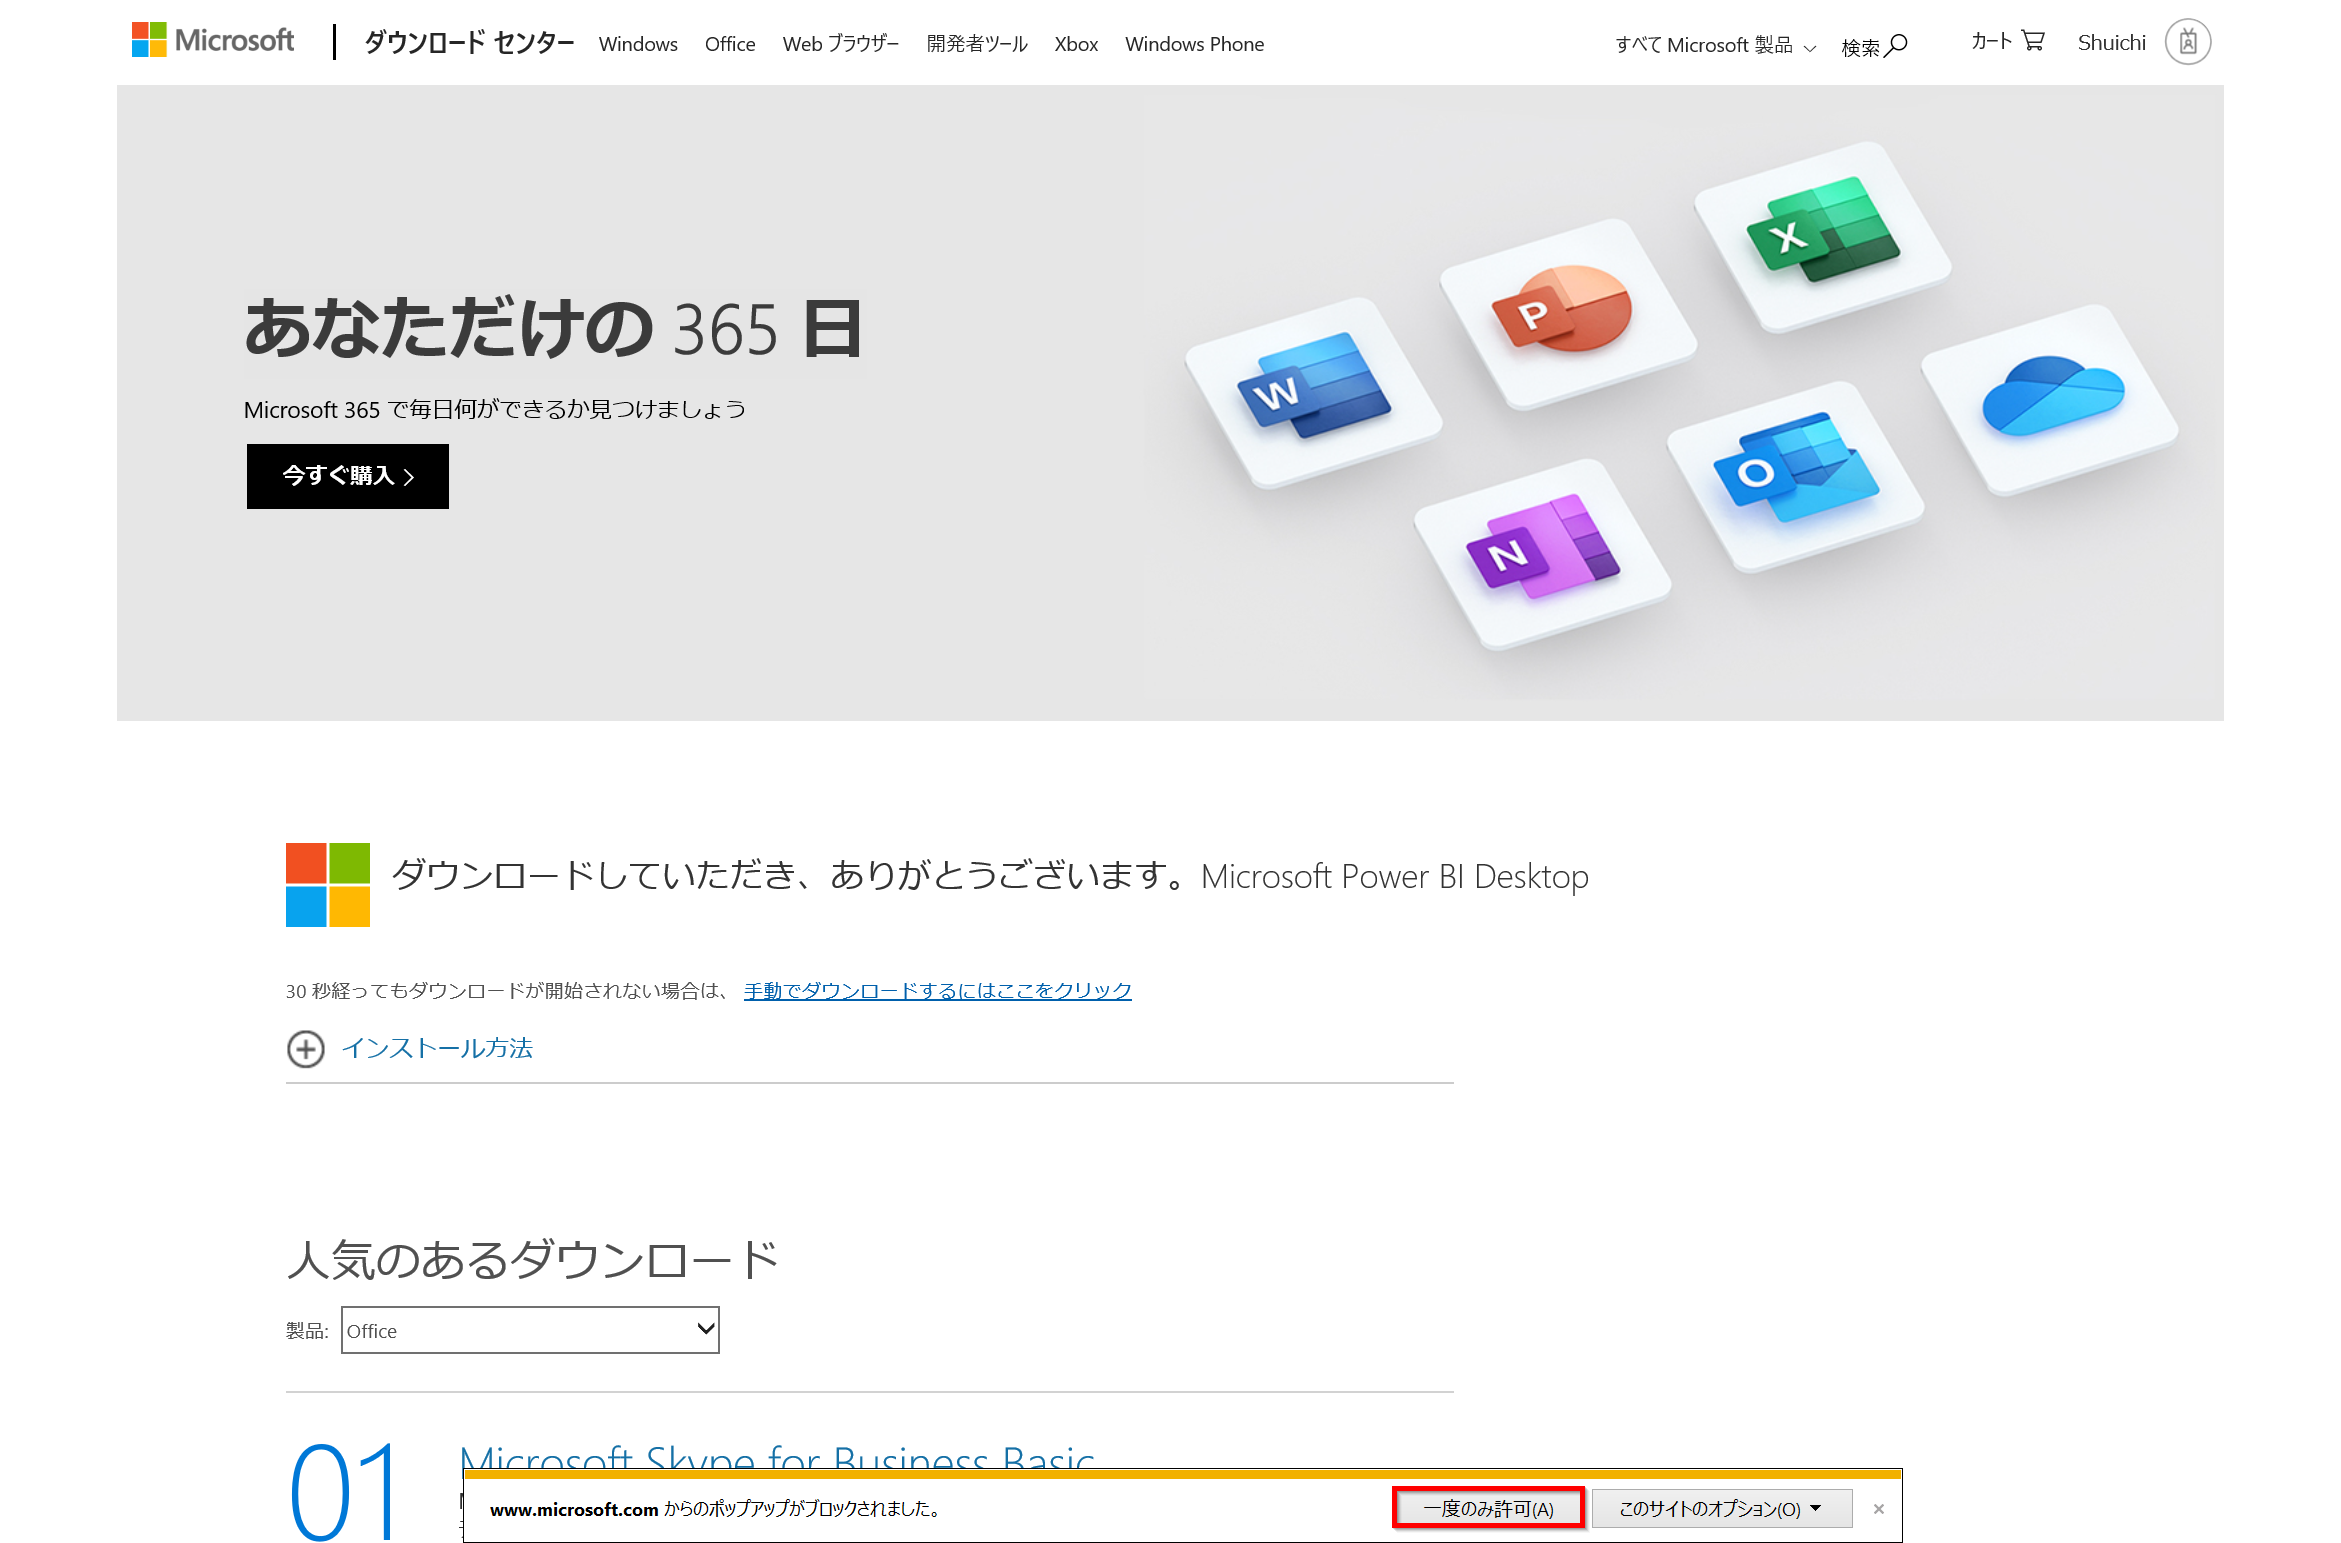 Microsoft
ダウンロード センター
Windows
Office
Web ブラウザー
開発者ツール
Xbox
Windows Phone
すべて Microsoft 製品
検索
カート
Shuichi
あなただけの 365 日
Microsoft 365 で毎日何ができるか見つけましょう
今すぐ購入
W
P
X
N
O
ダウンロードしていただき、ありがとうございます。Microsoft Power BI Desktop
30 秒経ってもダウンロードが開始されない場合は、 手動でダウンロードするにはここをクリック
インストール方法
人気のあるダウンロード
製品: Office
01
Microsoft Skype for Business Basic
www.microsoft.com からのポップアップがブロックされました。
一度のみ許可(A)
このサイトのオプション(O)
×